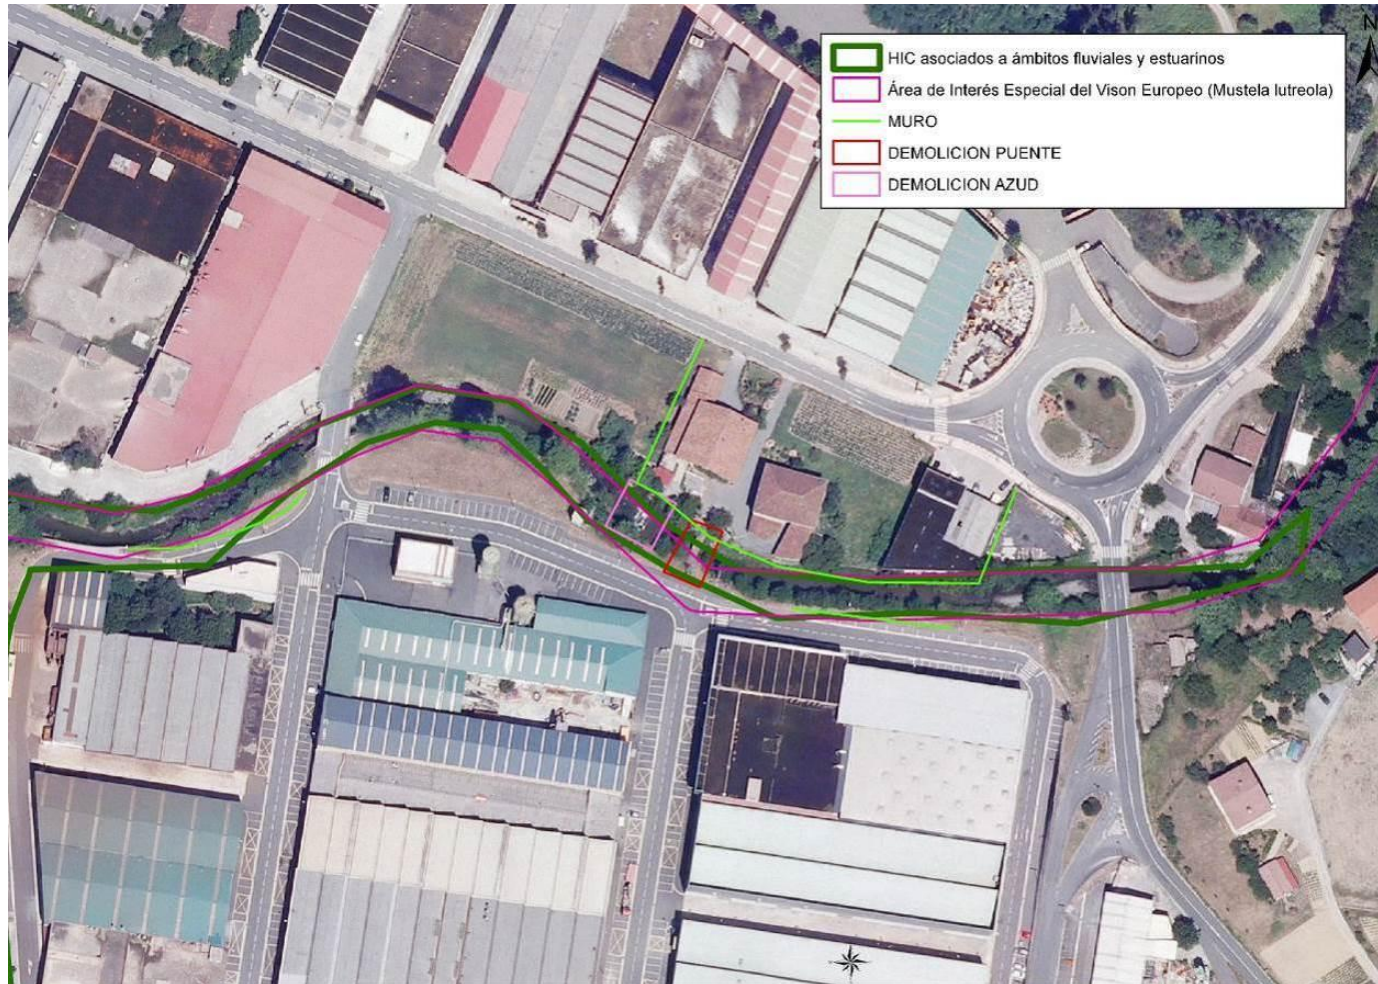 N
HIC asociados a ámbitos fluviales y estuarinos
Área de Interés Especial del Vison Europeo (Mustela lutreola)
MURO
DEMOLICION PUENTE
DEMOLICION AZUD